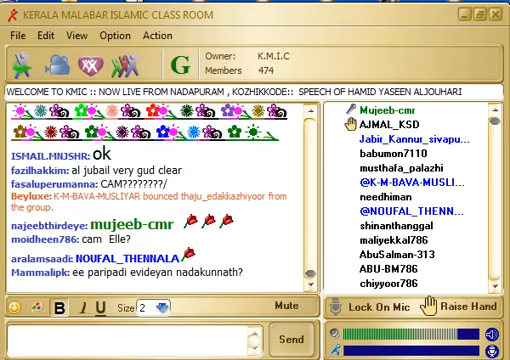 KERALA MALABAR ISLAMIC CLASS ROOM
File Edit View Option Action
G Owner: K.M.I.C
Members 474
WELCOME TO KMIC :: NOW LIVE FROM NADAPURAM , KOZHIKKODE:: SPEECH OF HAMID YASEEN ALJOUHARI
ISMAIL.MNJSHR: ok
fazilhakkim: al jubail very gud clear
fasaluperumanna: CAM????????/
Beyluxe: K-M-BAVA-MUSLIYAR bounced thaju_edakkazhiyoor from
the group.
najeebthirdeye: mujeeb-cmr
moidheen786: cam Elle?
aralamsaadi: NOUFAL_THENNALA
Mammalipk: ee paripadi evideyan nadakunnath?
B I U Size 2 Mute
Send
Mujeeb-cmr
AJMAL_KSD
Jabir_Kannur_sivapu...
babumon7110
musthafa_palazhi
@K-M-BAVA-MUSLI...
needhiman
@NOUFAL_THENN...
shinanthanggal
maliyekkal786
AbuSalman-313
ABU-BM786
chiyyoor786
Lock On Mic Raise Hand